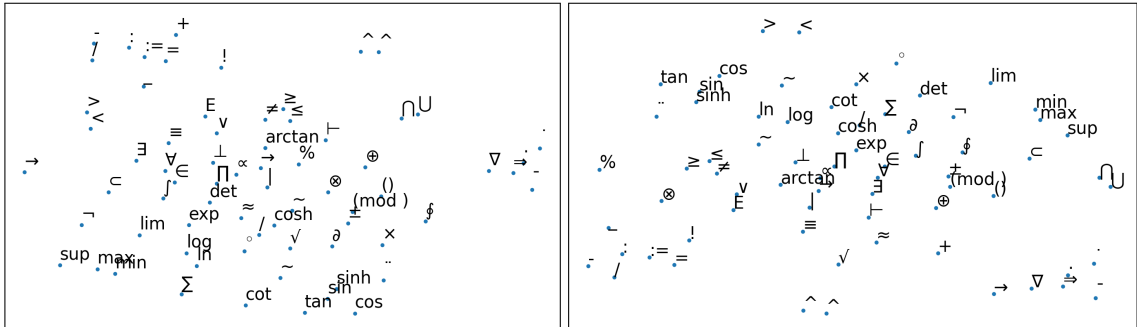 +
- : := = / ! ^ ^
¬
> E ≠ ≥ ⋂ ⋃
< ≡ ∨ ≤ ⊢
arctan
→ ∃ ∀ ∈ ⊥ ∝ → % ⊕ ∇ ⇒ ·
⊂ ∫ ∏ | ⊗ () -
det (mod )
¬ lim exp ≈ ~ cosh ± ∮
sup max min log ln ◦ / √ ∂ ×
∑ ~ sinh ¨
cot tan sin cos
> <
◦
tan sin cos ~ × lim
¨ sinh ln log cot ∑ det ¬ min max
~ cosh / ∂ sup
% ≥ ≤ ≠ ⊥ ∏ exp ∈ ∫ ∮ ⊂
⊗ E ∨ arctan ∝ → ∀ ∃ ± (mod ) () ⋂ ⋃
| ⊢ ⊕
- : := = ! ≡ ≈ +
- / √ → ∇ ⇒ · -
^ ^